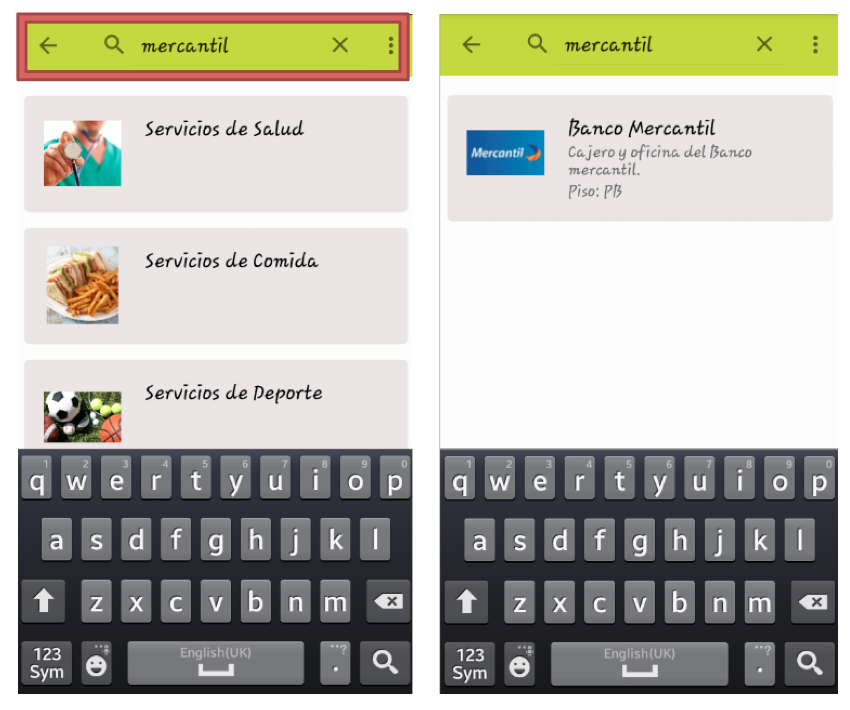 mercantil
Servicios de Salud
Servicios de Comida
Servicios de Deporte
1 2 3 4 5 6 7 8 9 0
q w e r t y u i o p
a s d f g h j k l
z x c v b n m
123
Sym
English(UK)
..?
.
mercantil
Mercantil
Banco Mercantil
Cajero y oficina del Banco
mercantil.
Piso: PB
1 2 3 4 5 6 7 8 9 0
q w e r t y u i o p
a s d f g h j k l
z x c v b n m
123
Sym
English(UK)
..?
.